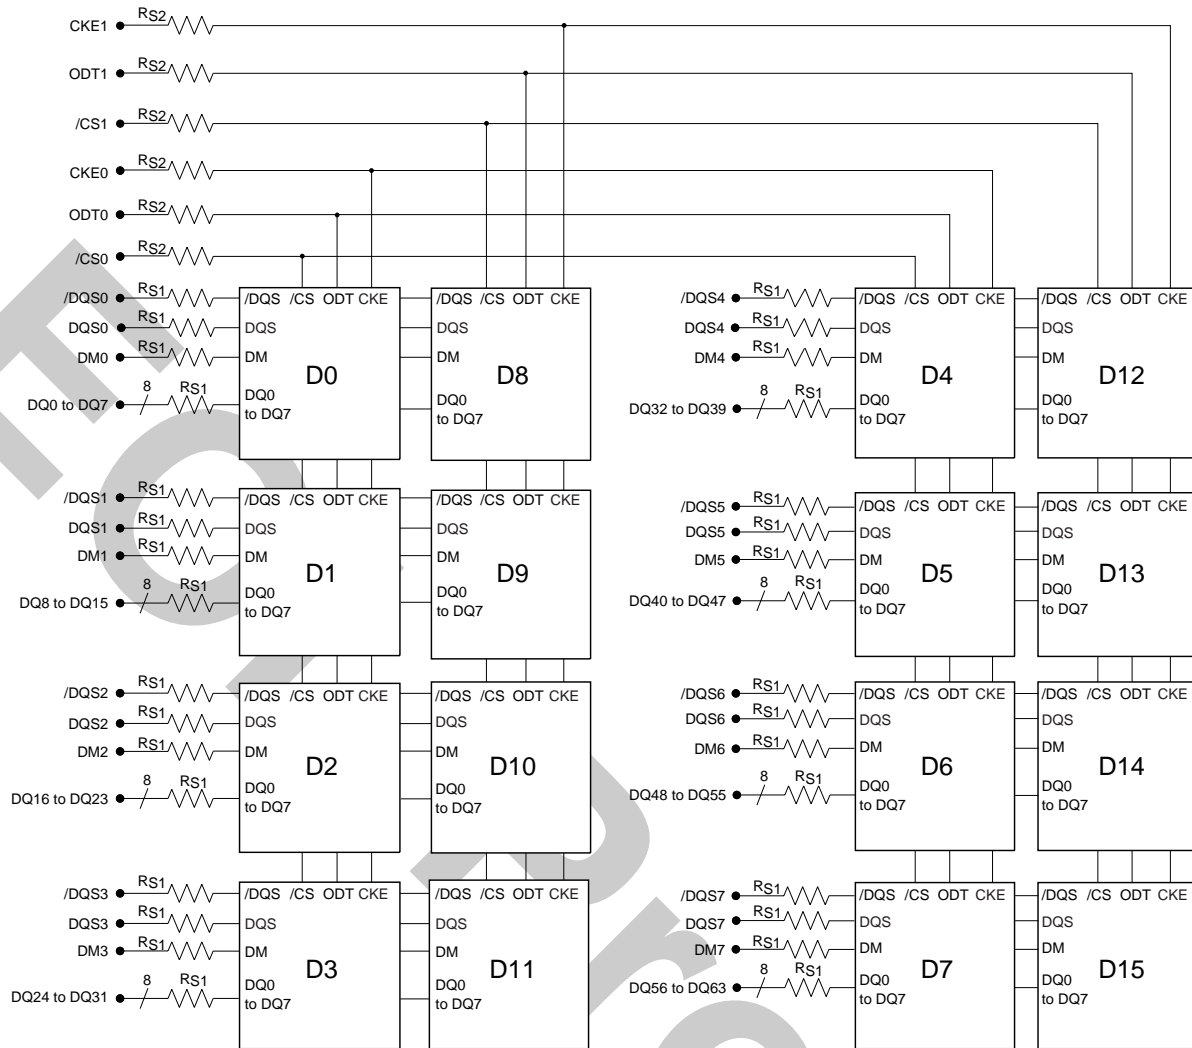 CKE1 RS2
ODT1 RS2
/CS1 RS2
CKE0 RS2
ODT0 RS2
/CS0 RS2
/DQS0 RS1 /DQS /CS ODT CKE /DQS /CS ODT CKE
DQS0 RS1 DQS DQS
DM0 RS1 DM DM
D0 D8
DQ0 to DQ7 8 RS1 DQ0 to DQ7 DQ0 to DQ7
/DQS4 RS1 /DQS /CS ODT CKE /DQS /CS ODT CKE
DQS4 RS1 DQS DQS
DM4 RS1 DM DM
D4 D12
DQ32 to DQ39 8 RS1 DQ0 to DQ7 DQ0 to DQ7
/DQS1 RS1 /DQS /CS ODT CKE /DQS /CS ODT CKE
DQS1 RS1 DQS DQS
DM1 RS1 DM DM
D1 D9
DQ8 to DQ15 8 RS1 DQ0 to DQ7 DQ0 to DQ7
/DQS5 RS1 /DQS /CS ODT CKE /DQS /CS ODT CKE
DQS5 RS1 DQS DQS
DM5 RS1 DM DM
D5 D13
DQ40 to DQ47 8 RS1 DQ0 to DQ7 DQ0 to DQ7
/DQS2 RS1 /DQS /CS ODT CKE /DQS /CS ODT CKE
DQS2 RS1 DQS DQS
DM2 RS1 DM DM
D2 D10
DQ16 to DQ23 8 RS1 DQ0 to DQ7 DQ0 to DQ7
/DQS6 RS1 /DQS /CS ODT CKE /DQS /CS ODT CKE
DQS6 RS1 DQS DQS
DM6 RS1 DM DM
D6 D14
DQ48 to DQ55 8 RS1 DQ0 to DQ7 DQ0 to DQ7
/DQS3 RS1 /DQS /CS ODT CKE /DQS /CS ODT CKE
DQS3 RS1 DQS DQS
DM3 RS1 DM DM
D3 D11
DQ24 to DQ31 8 RS1 DQ0 to DQ7 DQ0 to DQ7
/DQS7 RS1 /DQS /CS ODT CKE /DQS /CS ODT CKE
DQS7 RS1 DQS DQS
DM7 RS1 DM DM
D7 D15
DQ56 to DQ63 8 RS1 DQ0 to DQ7 DQ0 to DQ7